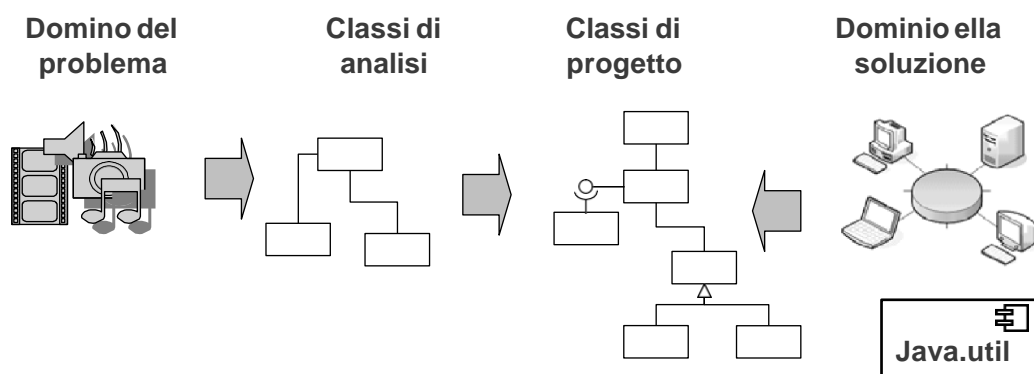 Domino del
problema
Classi di
analisi
Classi di
progetto
Dominio ella
soluzione
Java.util